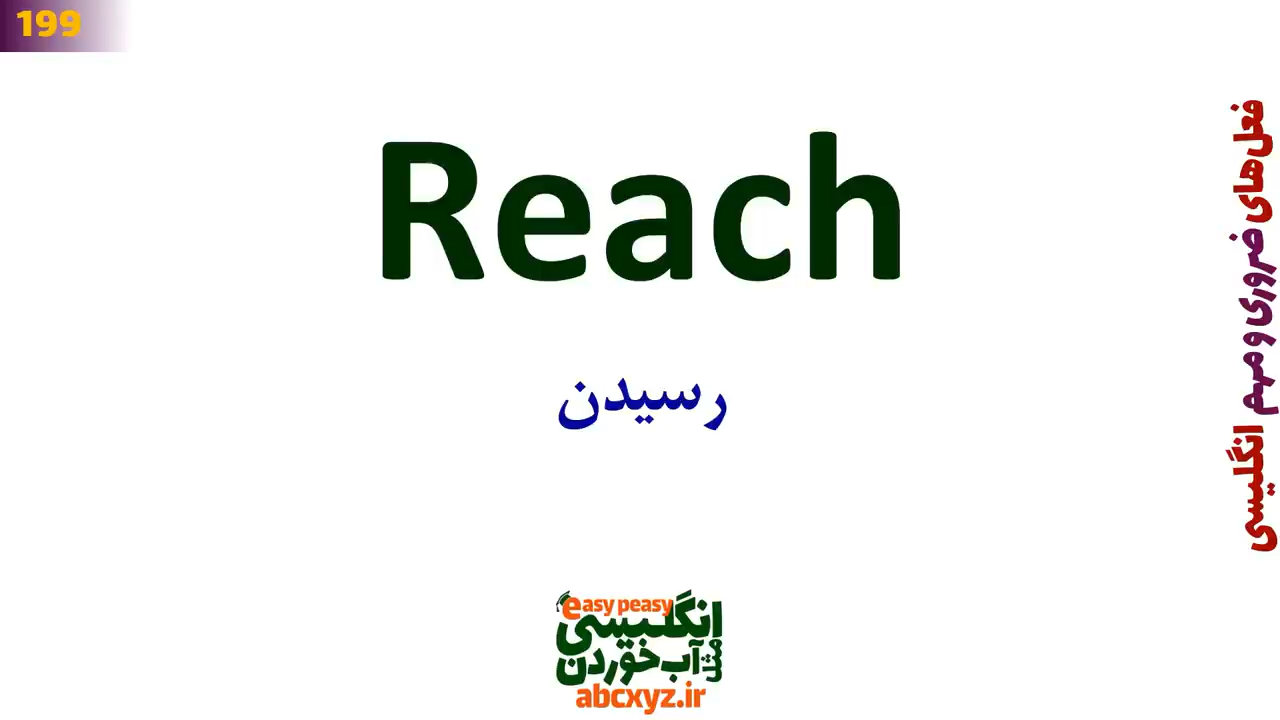 199
Reach
رسیدن
فعل‌های ضروری و مهم انگلیسی
easy peasy
انگلیسی
مثل آب خوردن
abcxyz.ir